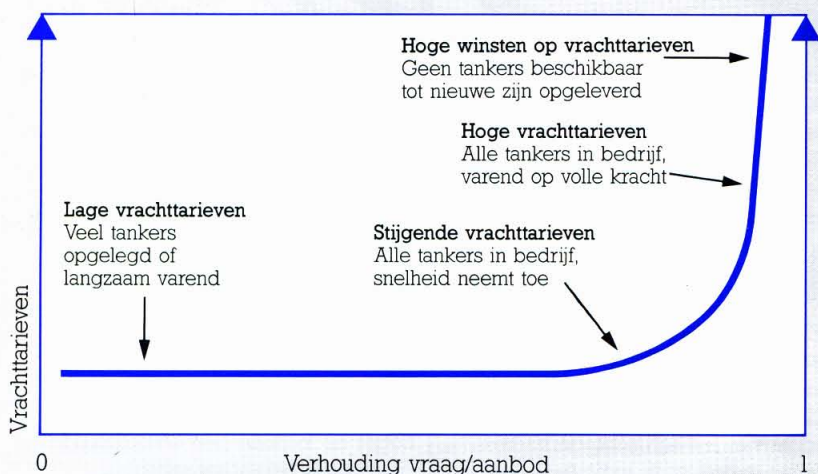 Hoge winsten op vrachttarieven
Geen tankers beschikbaar
tot nieuwe zijn opgeleverd
Hoge vrachttarieven
Alle tankers in bedrijf,
varend op volle kracht
Lage vrachttarieven
Veel tankers
opgelegd of
langzaam varend
Stijgende vrachttarieven
Alle tankers in bedrijf,
snelheid neemt toe
Vrachttarieven
0
Verhouding vraag/aanbod
1